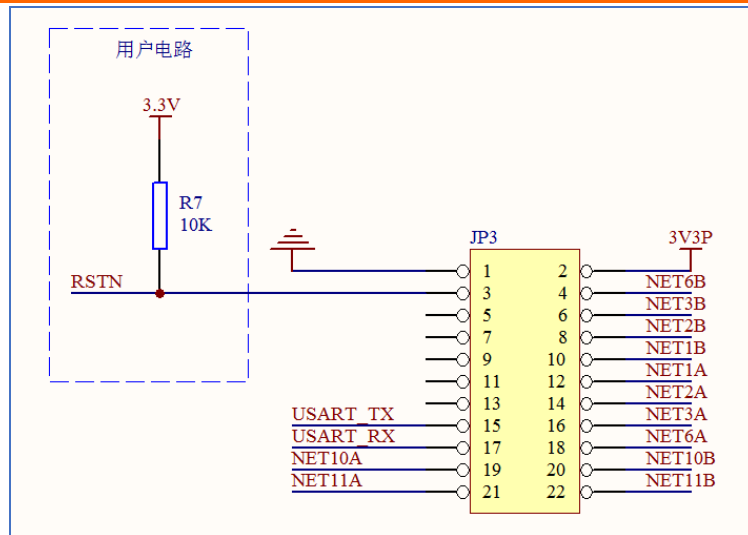 用户电路
3.3V
R7
10K
RSTN
JP3
3V3P
1 2
3 4 NET6B
5 6 NET3B
7 8 NET2B
9 10 NET1B
11 12 NET1A
13 14 NET2A
USART_TX 15 16 NET3A
USART_RX 17 18 NET6A
NET10A 19 20 NET10B
NET11A 21 22 NET11B